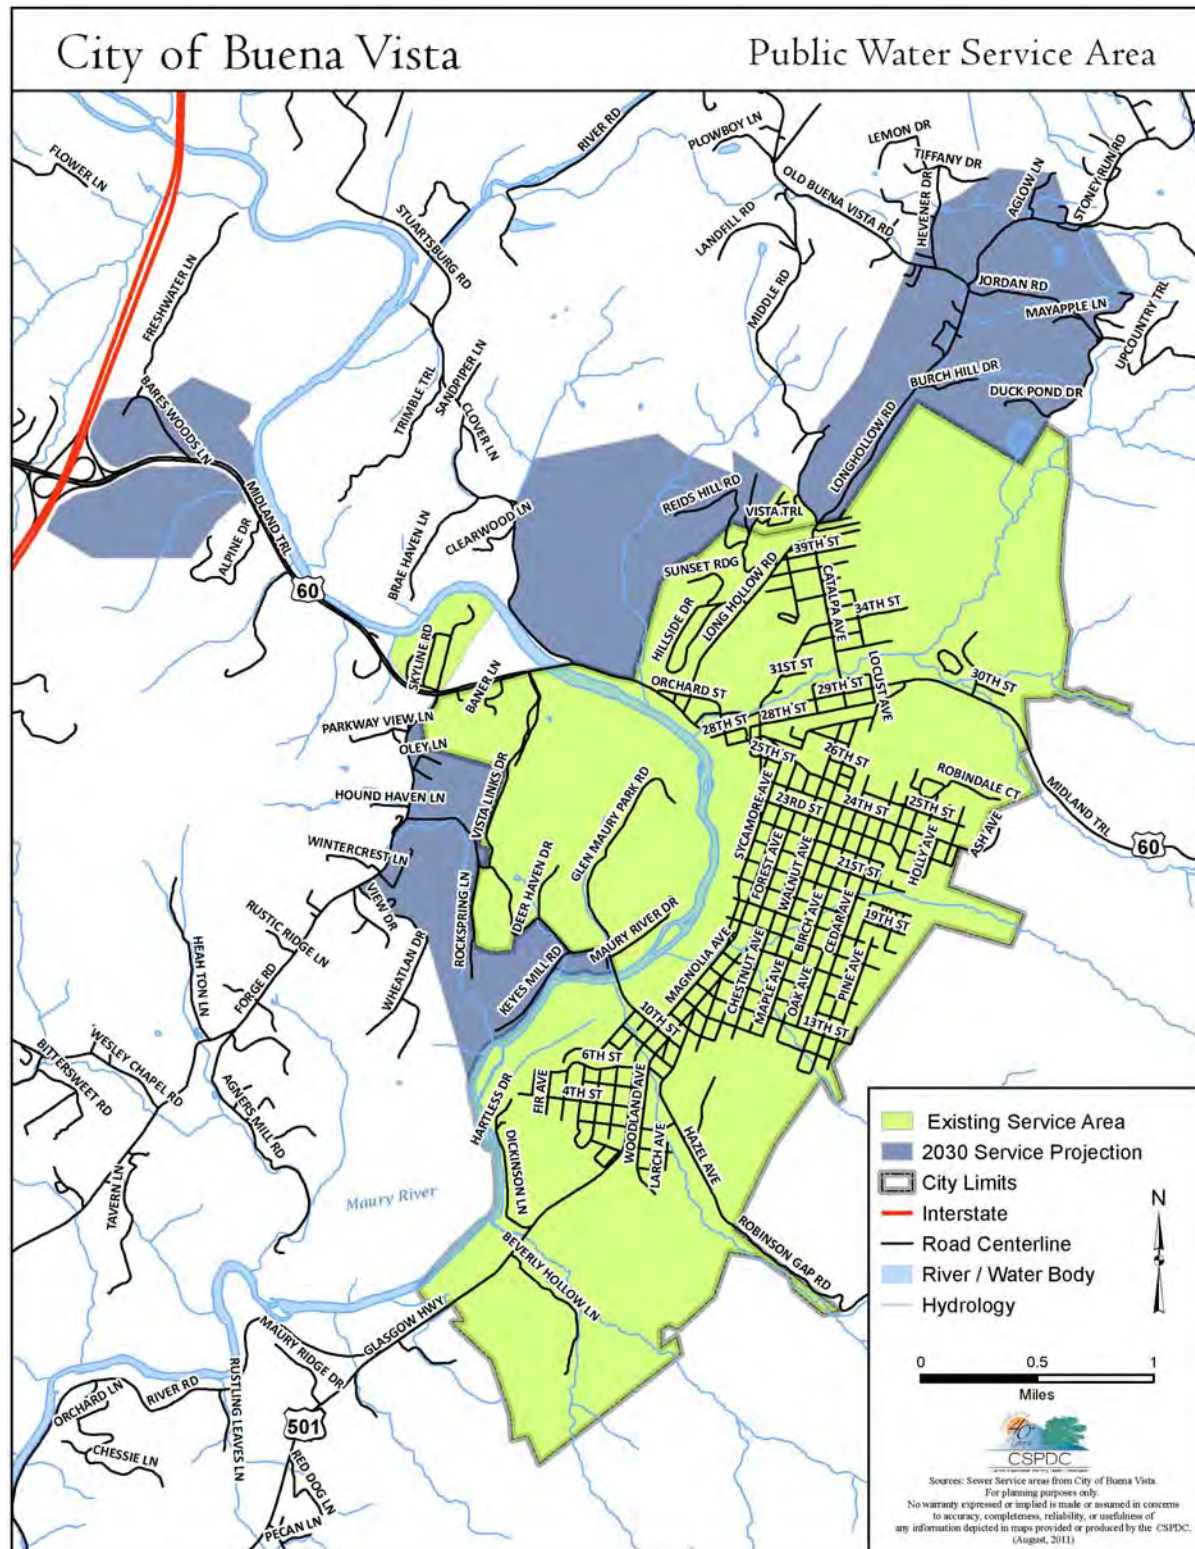 City of Buena Vista
Public Water Service Area
FLOWER LN
RIVER RD
PLOWBOY LN
LEMON DR
TIFFANY DR
STUARTSBURG RD
OLD BUENA VISTA RD
HEVENER DR
AGLOW LN
STONEY RUN RD
LANDFILL RD
FRESHWATER LN
MIDDLE RD
JORDAN RD
MAYAPPLE LN
UPCOUNTRY TRL
BARES WOODS LN
TRIMBLE TRL
SANDPIPER LN
CLOVER LN
BURCH HILL DR
DUCK POND DR
LONGHOLLOW RD
MIDLAND TRL
REIDS HILL RD
VISTA TRL
ALPINE DR
BRAE HAVEN LN
CLEARWOOD LN
39TH ST
SUNSET RDG
LONG HOLLOW RD
CATALPA AVE
60
34TH ST
HILLSIDE DR
SKYLINE RD
31ST ST
LOCUST AVE
BANER LN
ORCHARD ST
29TH ST
30TH ST
PARKWAY VIEW LN
28TH ST
28TH ST
OLEY LN
25TH ST
26TH ST
VISTA LINKS DR
ROBINDALE CT
HOUND HAVEN LN
GLEN MAURY PARK RD
SYCAMORE AVE
23RD ST
24TH ST
25TH ST
MIDLAND TRL
ASH AVE
60
WINTERCREST LN
DEER HAVEN DR
FOREST AVE
WALNUT AVE
21ST ST
HOLLY AVE
VIEW DR
ROCKSPRING LN
RUSTIC RIDGE LN
MAURY RIVER DR
BIRCH AVE
CEDAR AVE
19TH ST
HEAH TON LN
FORGE RD
WHEATLAN DR
KEYES MILL RD
MAGNOLIA AVE
CHESTNUT AVE
MAPLE AVE
OAK AVE
PINE AVE
10TH ST
13TH ST
BITTERSWEET RD
WESLEY CHAPEL RD
AGNERS MILL RD
HARTLESS DR
6TH ST
FIR AVE
4TH ST
WOODLAND AVE
LARCH AVE
HAZEL AVE
DICKINSON LN
TAVERN LN
Maury River
ROBINSON GAP RD
BEVERLY HOLLOW LN
GLASGOW HWY
MAURY RIDGE DR
ORCHARD LN
RIVER RD
RUSTLING LEAVES LN
CHESSIE LN
501
RED DOG LN
PECAN LN
Existing Service Area
2030 Service Projection
City Limits
Interstate
Road Centerline
River / Water Body
Hydrology
N
0 0.5 1
Miles
CSPDC
Sources: Sewer Service areas from City of Buena Vista.
For planning purposes only.
No warranty expressed or implied is made or assumed in concerns
to accuracy, completeness, reliability, or usefulness of
any information depicted in maps provided or produced by the CSPDC.
(August, 2011)